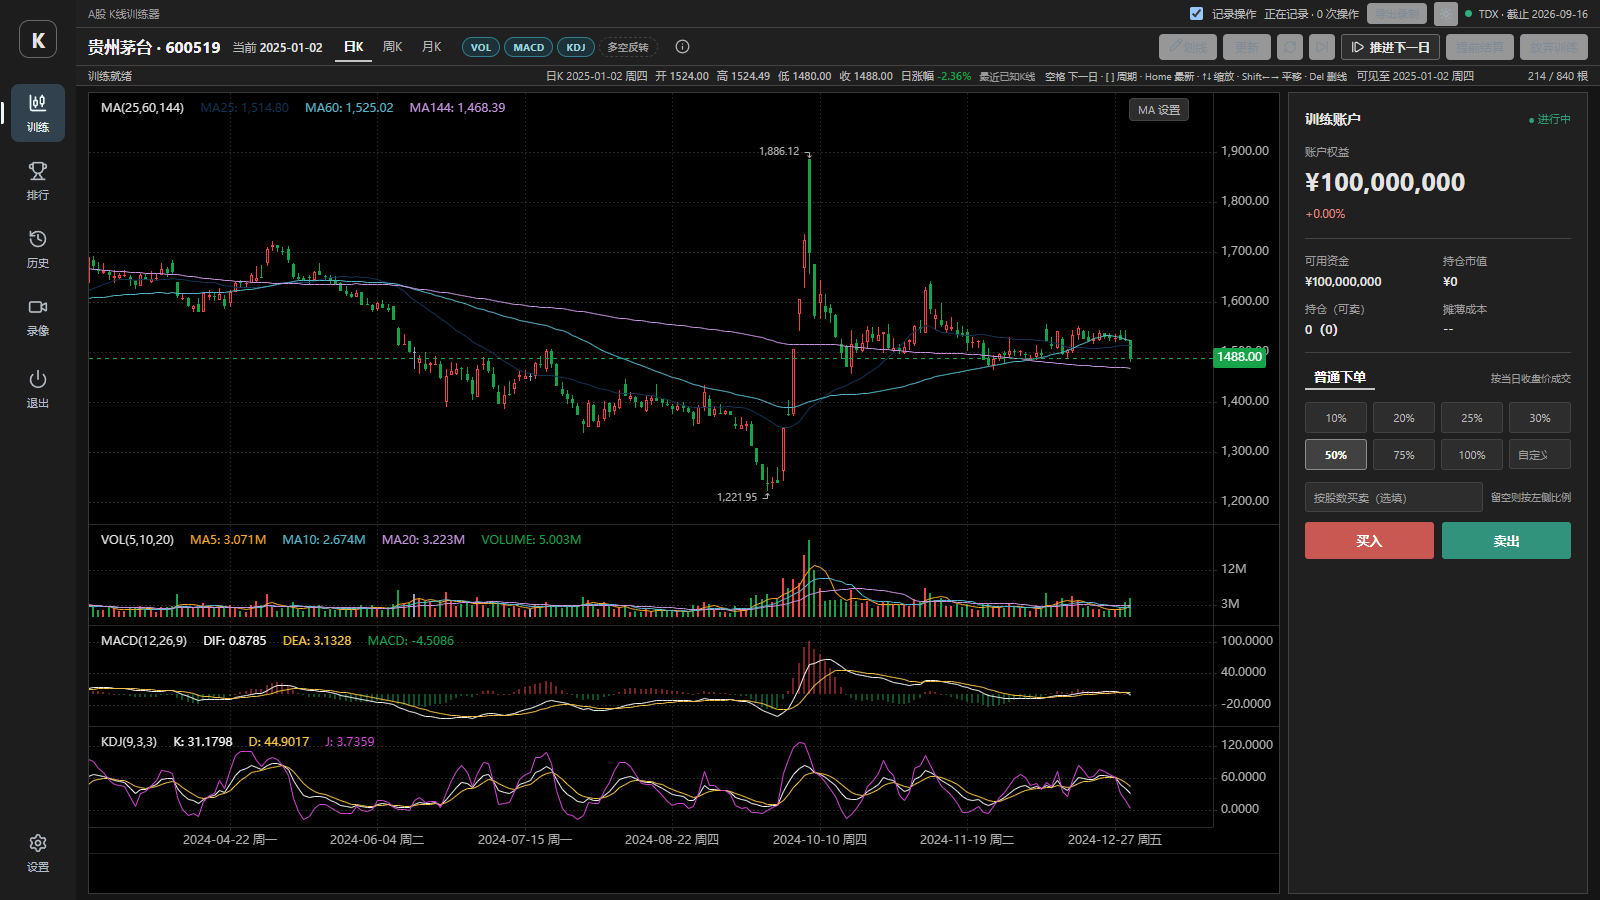 A股 K线训练器
记录操作 正在记录 · 0 次操作 TDX · 截止 2026-09-16
K
贵州茅台 · 600519 当前 2025-01-02 日K 周K 月K VOL MACD KDJ 多空反转
划线 更新 推进下一日 提前结算 放弃训练
训练就绪
日K 2025-01-02 周四 开 1524.00 高 1524.49 低 1480.00 收 1488.00 日涨幅 -2.36% 最近已知K线 空格 下一日 · [ ] 周期 · Home 最新 · ↑↓ 缩放 · Shift←→ 平移 · Del 删线 可见至 2025-01-02 周四 214 / 840 根
训练
排行
历史
录像
退出
设置
MA(25,60,144) MA25: 1,514.80 MA60: 1,525.02 MA144: 1,468.39
MA 设置
1,886.12
1,221.95
1,900.00
1,800.00
1,700.00
1,600.00
1488.00
1,400.00
1,300.00
1,200.00
VOL(5,10,20) MA5: 3.071M MA10: 2.674M MA20: 3.223M VOLUME: 5.003M
12M
3M
MACD(12,26,9) DIF: 0.8785 DEA: 3.1328 MACD: -4.5086
100.0000
40.0000
-20.0000
KDJ(9,3,3) K: 31.1798 D: 44.9017 J: 3.7359
120.0000
60.0000
0.0000
2024-04-22 周一 2024-06-04 周二 2024-07-15 周一 2024-08-22 周四 2024-10-10 周四 2024-11-19 周二 2024-12-27 周五
训练账户 进行中
账户权益
¥100,000,000
+0.00%
可用资金 持仓市值
¥100,000,000 ¥0
持仓（可卖） 摊薄成本
0（0） --
普通下单 按当日收盘价成交
10% 20% 25% 30%
50% 75% 100% 自定义
按股数买卖（选填） 留空则按左侧比例
买入 卖出